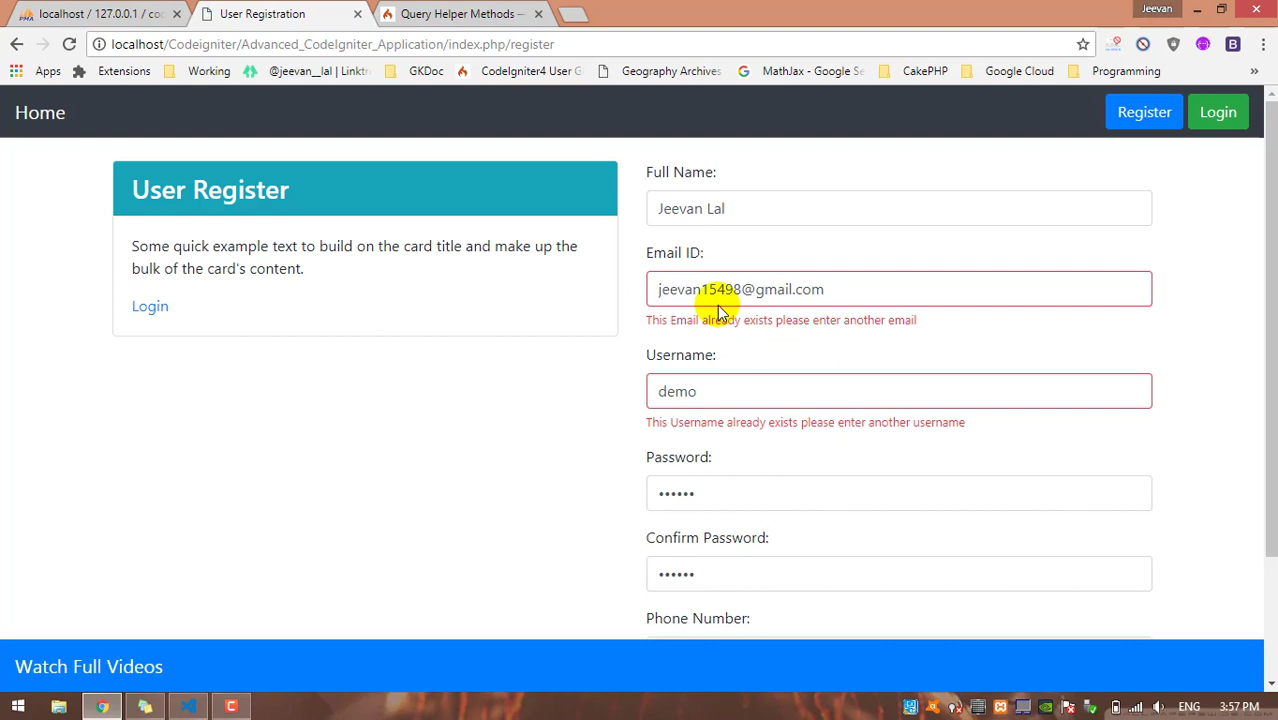 localhost / 127.0.0.1 / coc
User Registration
Query Helper Methods —
Jeevan
localhost/Codeigniter/Advanced_CodeIgniter_Application/index.php/register
Apps
Extensions
Working
@jeevan__lal | Linktr
GKDoc
CodeIgniter4 User G
Geography Archives
MathJax - Google Se
CakePHP
Google Cloud
Programming
»
Home
Register
Login
User Register
Some quick example text to build on the card title and make up the
bulk of the card's content.
Login
Full Name:
Jeevan Lal
Email ID:
jeevan15498@gmail.com
This Email already exists please enter another email
Username:
demo
This Username already exists please enter another username
Password:
••••••
Confirm Password:
••••••
Phone Number:
Watch Full Videos
ENG
3:57 PM